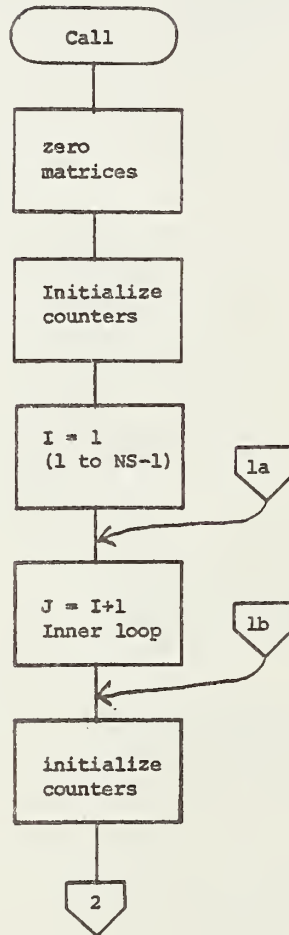 Call
zero
matrices
Initialize
counters
I = 1
(1 to NS-1)
1a
J = I+1
Inner loop
1b
initialize
counters
2